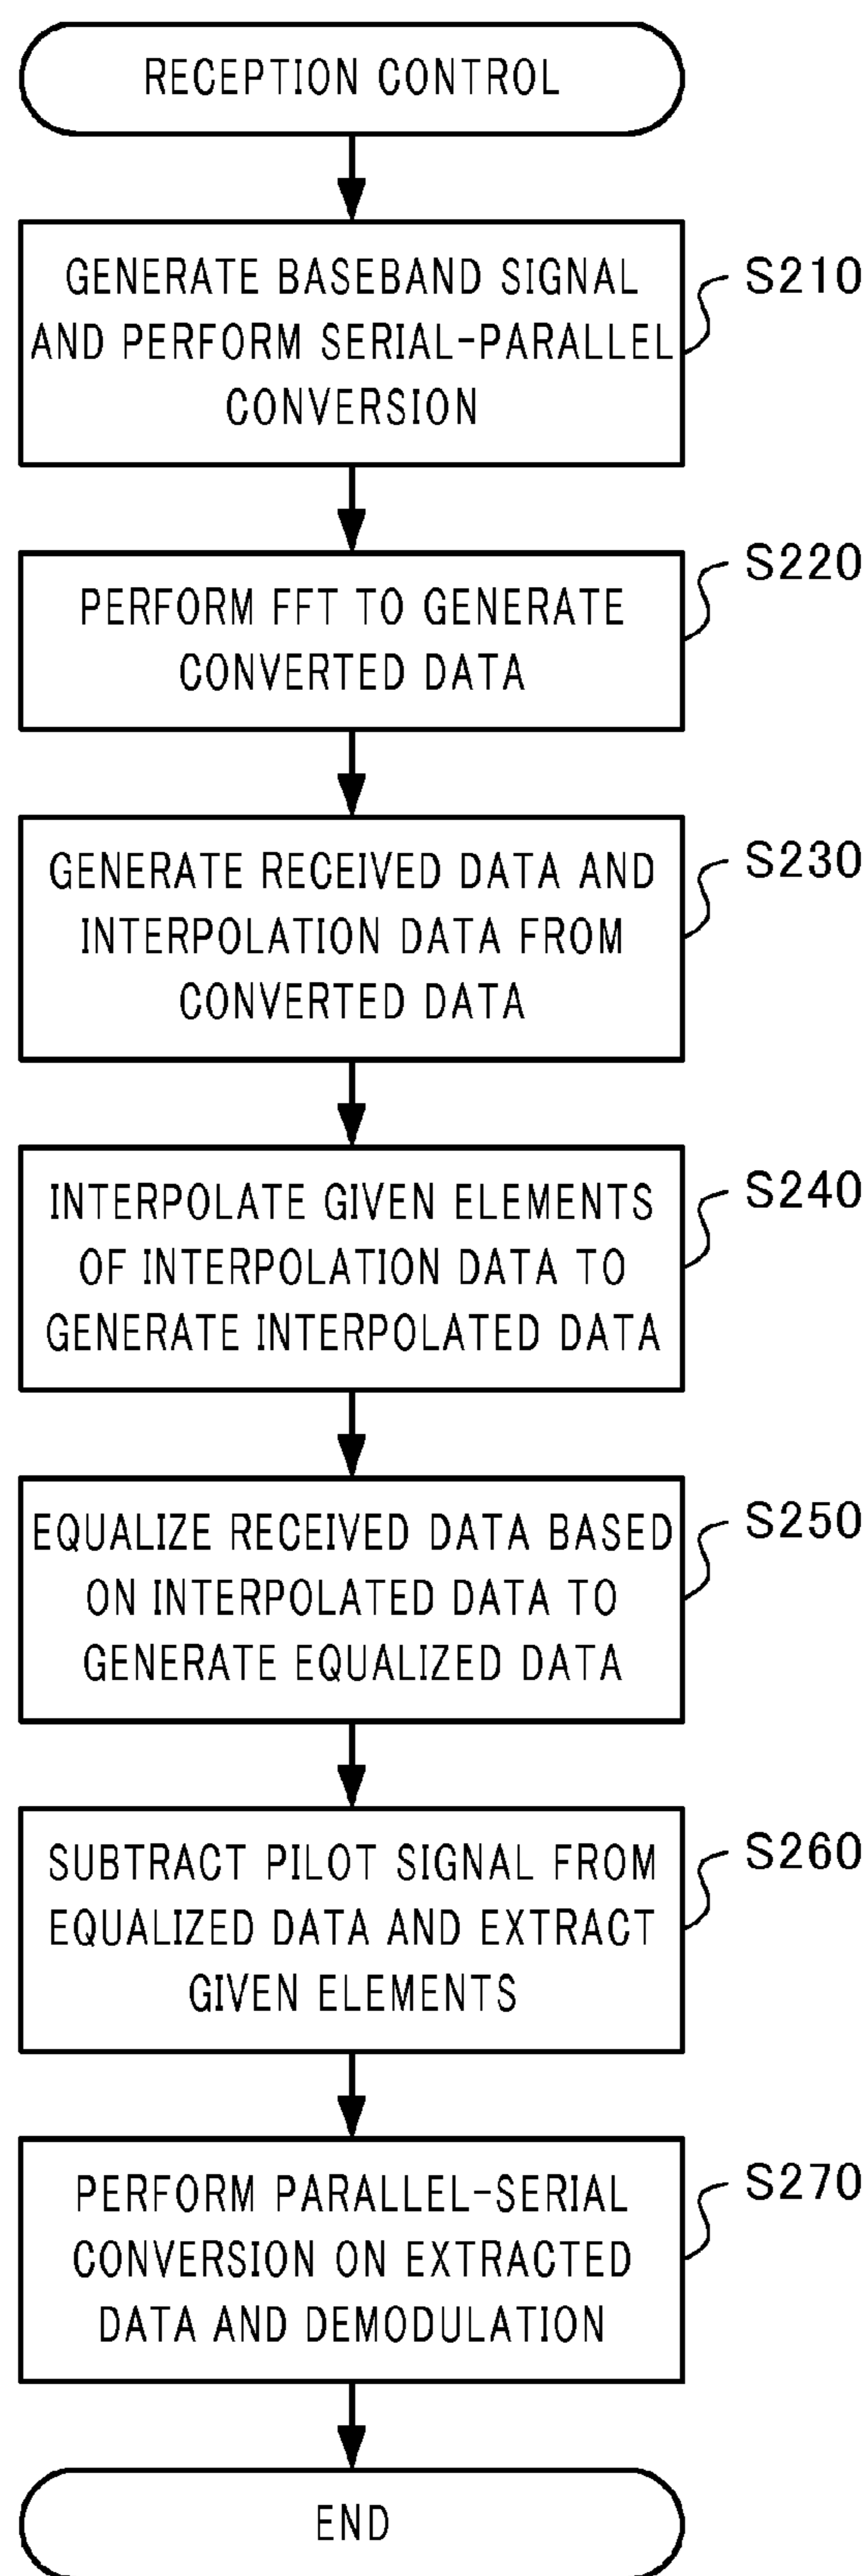 RECEPTION CONTROL
GENERATE BASEBAND SIGNAL
AND PERFORM SERIAL-PARALLEL
CONVERSION
S210
PERFORM FFT TO GENERATE
CONVERTED DATA
S220
GENERATE RECEIVED DATA AND
INTERPOLATION DATA FROM
CONVERTED DATA
S230
INTERPOLATE GIVEN ELEMENTS
OF INTERPOLATION DATA TO
GENERATE INTERPOLATED DATA
S240
EQUALIZE RECEIVED DATA BASED
ON INTERPOLATED DATA TO
GENERATE EQUALIZED DATA
S250
SUBTRACT PILOT SIGNAL FROM
EQUALIZED DATA AND EXTRACT
GIVEN ELEMENTS
S260
PERFORM PARALLEL-SERIAL
CONVERSION ON EXTRACTED
DATA AND DEMODULATION
S270
END